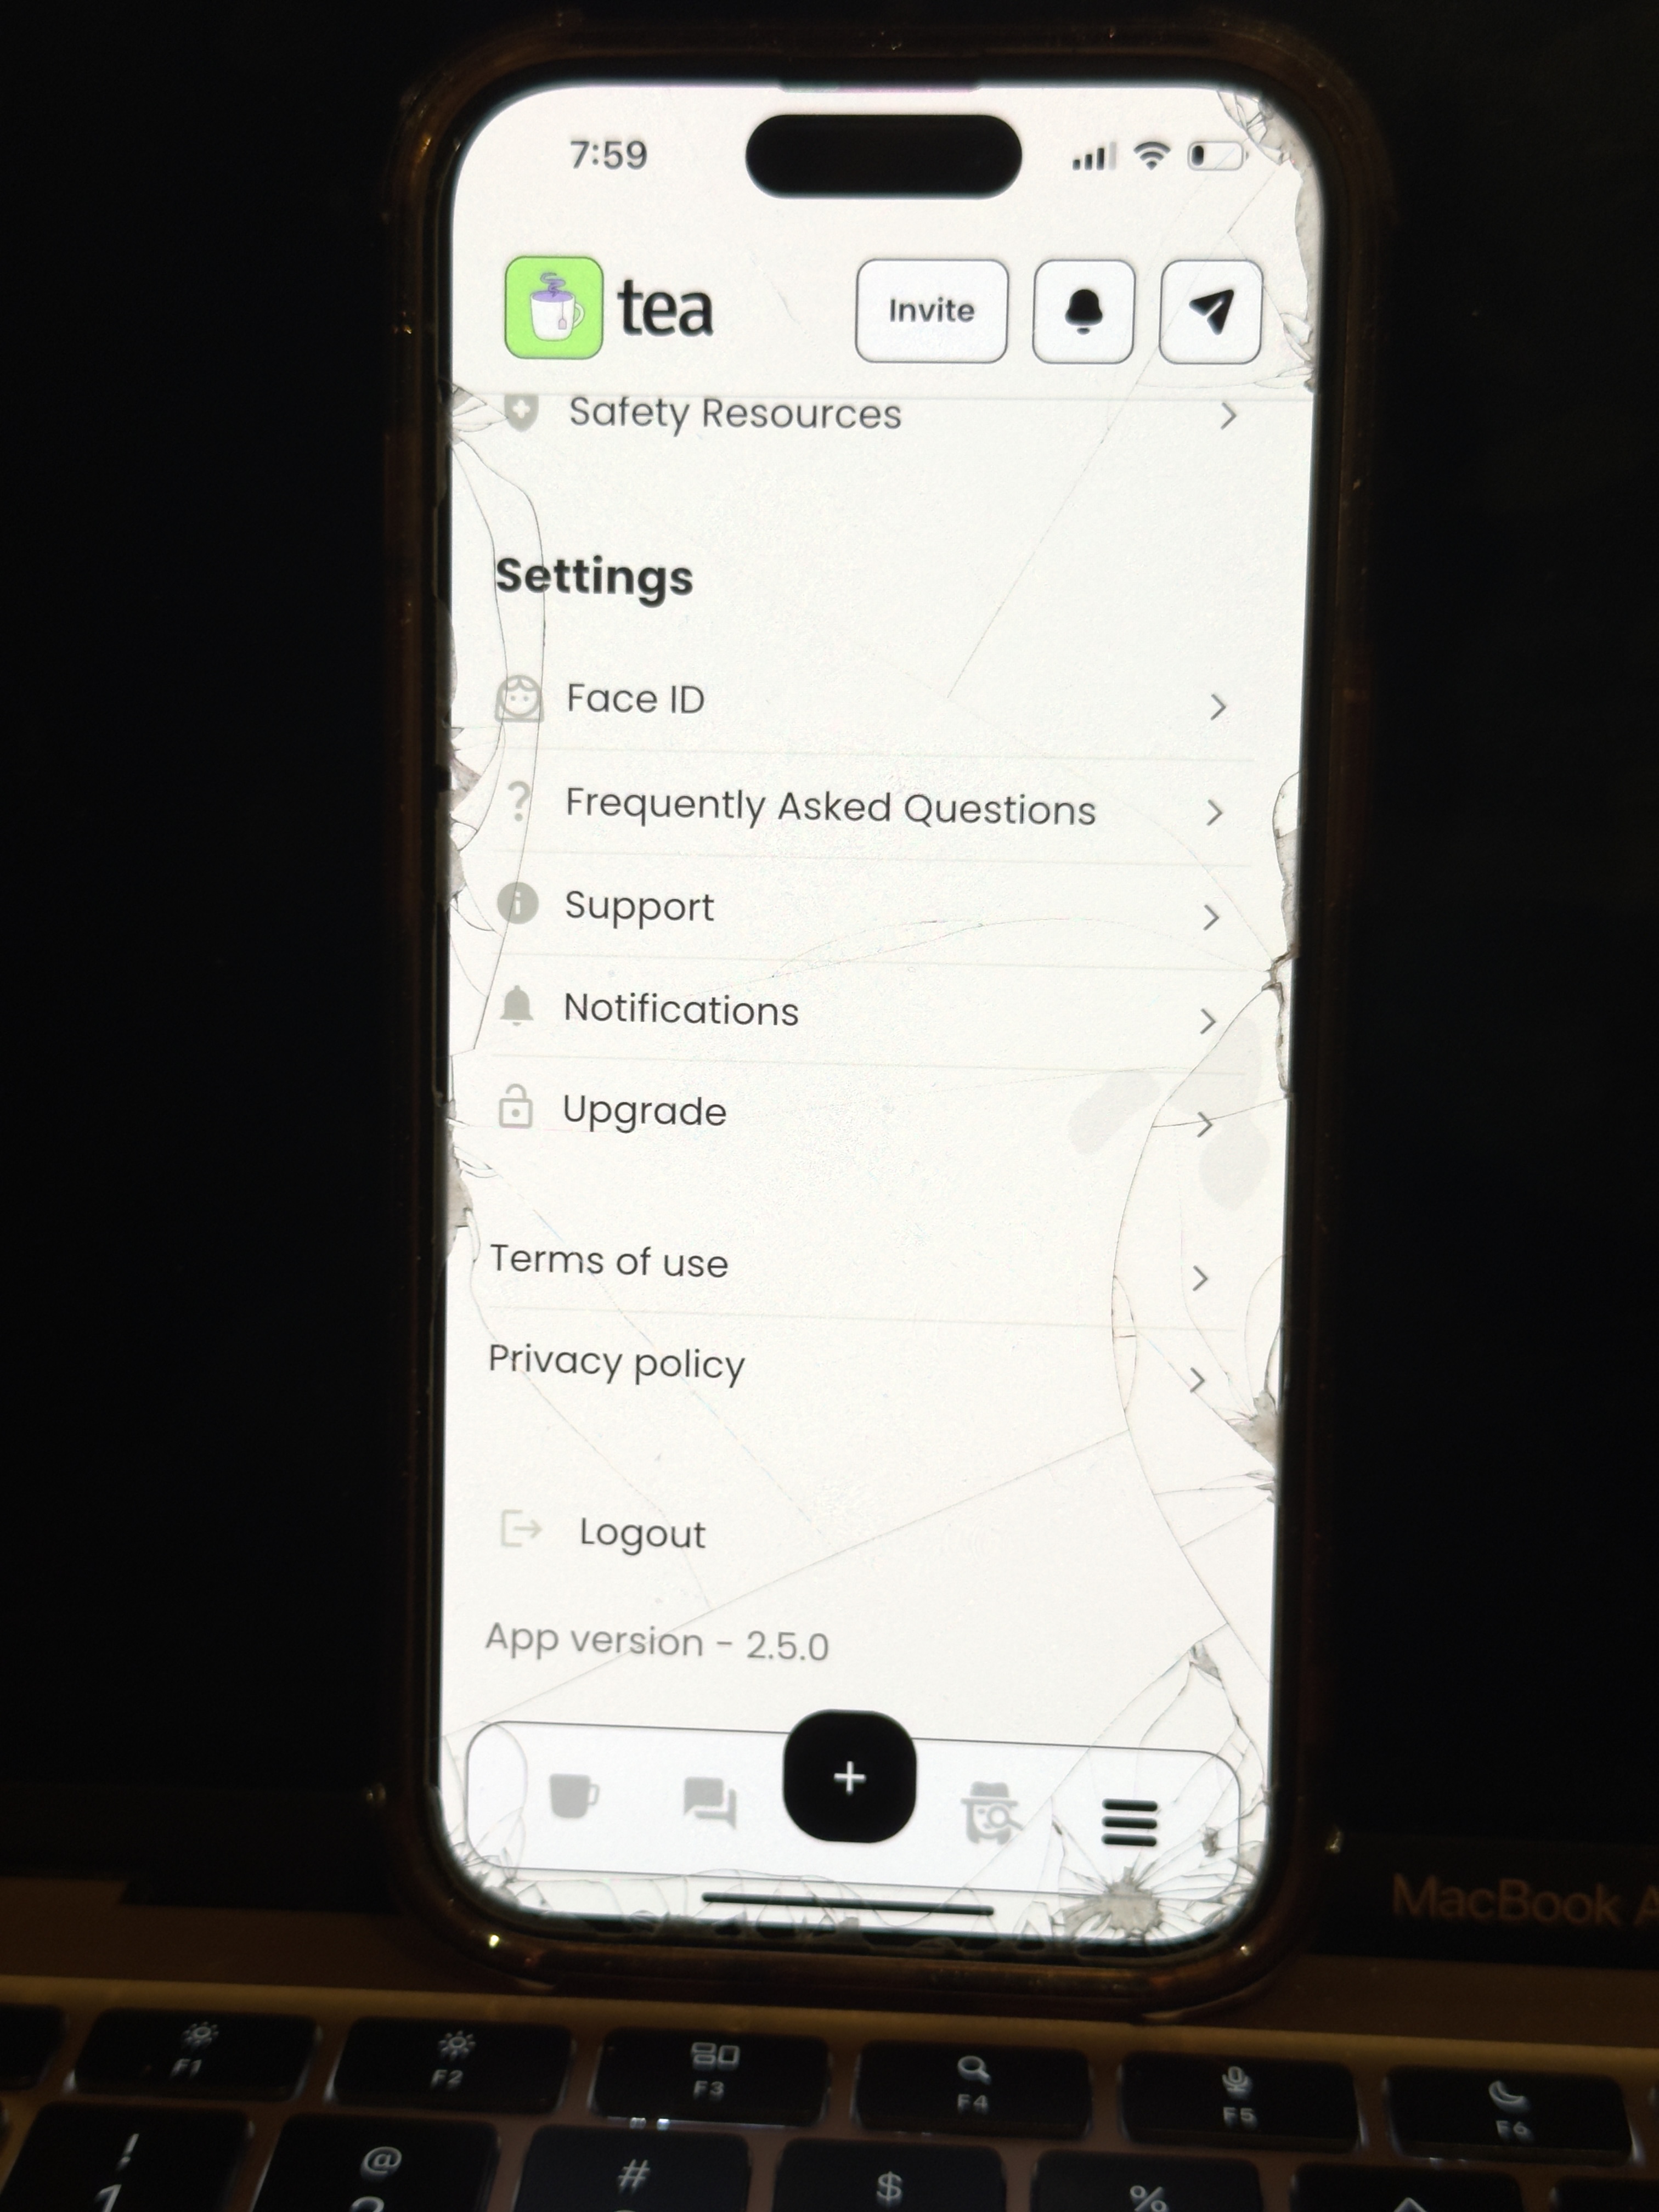 7:59
tea
Invite
Safety Resources
Settings
Face ID
Frequently Asked Questions
Support
Notifications
Upgrade
Terms of use
Privacy policy
Logout
App version - 2.5.0
MacBook A
F1 F2 F3 F4 F5 F6
! @ # $ %
1